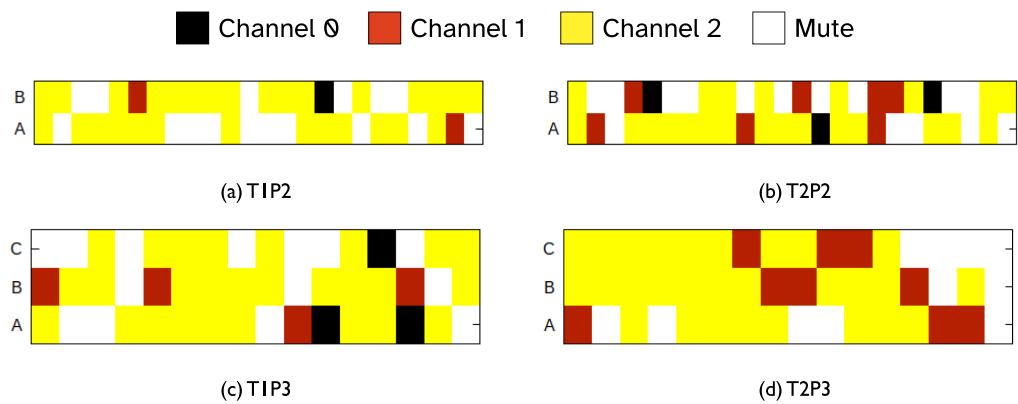 Channel 0 Channel 1 Channel 2 Mute
B B
A A
(a) T1P2 (b) T2P2
C C
B B
A A
(c) T1P3 (d) T2P3